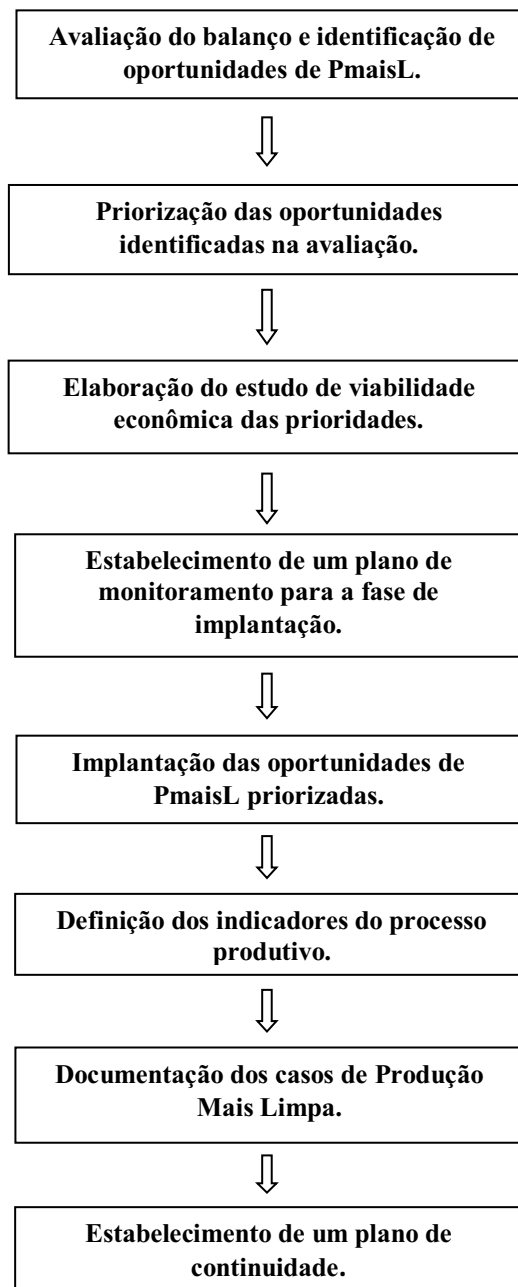 Avaliação do balanço e identificação de
oportunidades de PmaisL.
Priorização das oportunidades
identificadas na avaliação.
Elaboração do estudo de viabilidade
econômica das prioridades.
Estabelecimento de um plano de
monitoramento para a fase de
implantação.
Implantação das oportunidades de
PmaisL priorizadas.
Definição dos indicadores do processo
produtivo.
Documentação dos casos de Produção
Mais Limpa.
Estabelecimento de um plano de
continuidade.